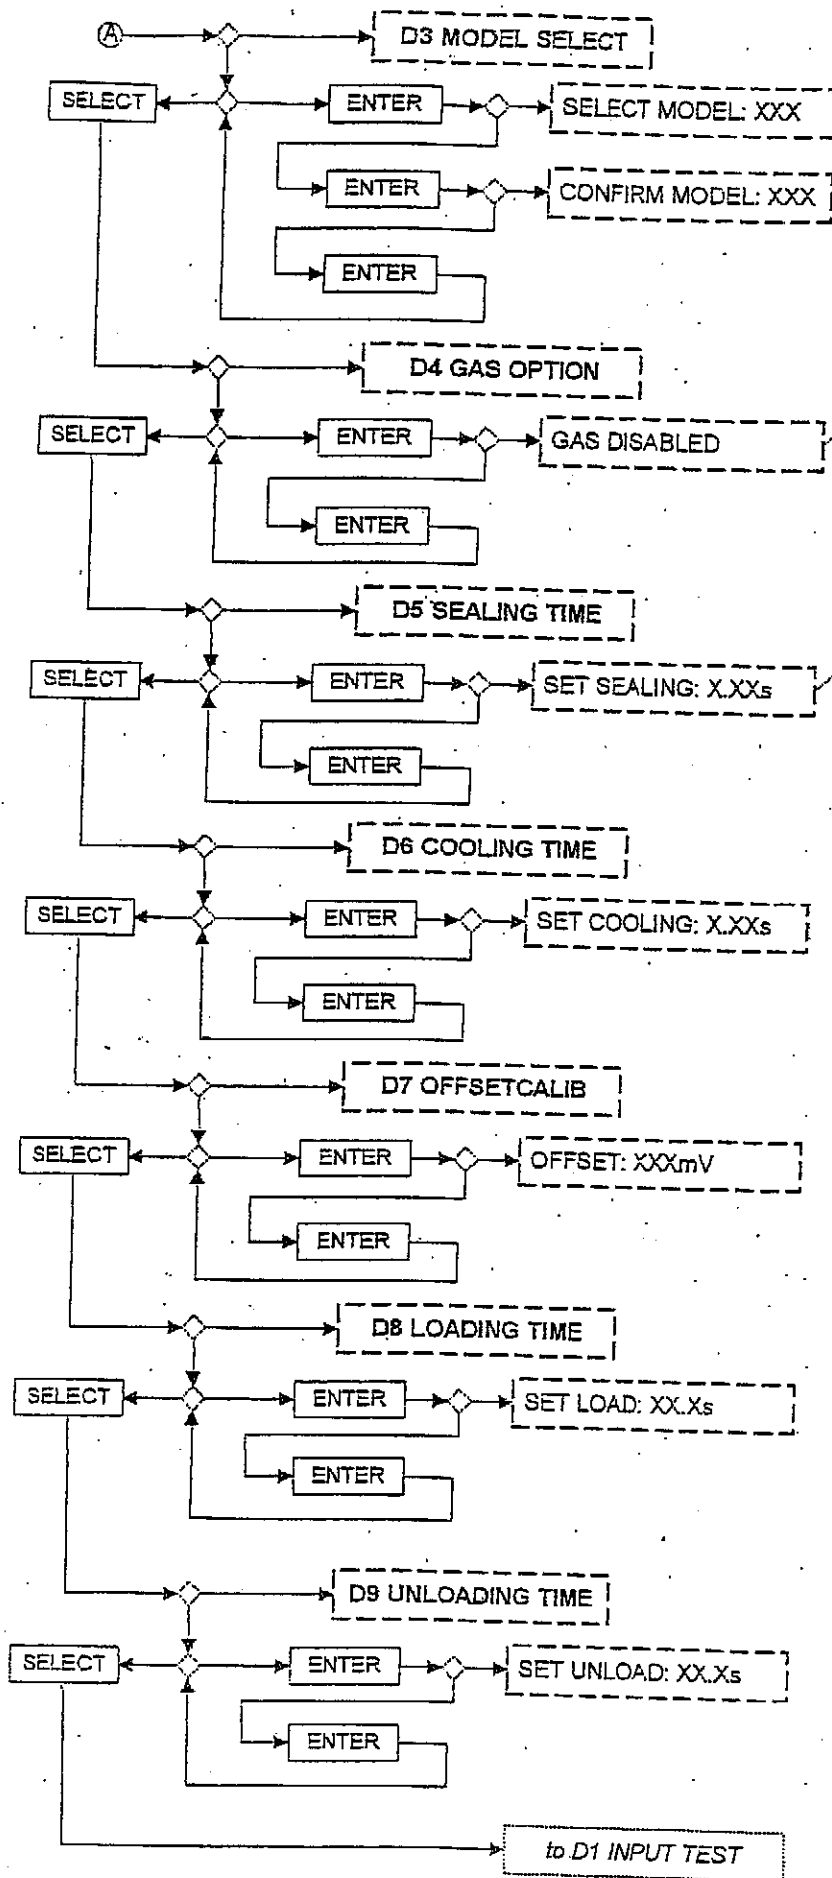 A
D3 MODEL SELECT
SELECT
ENTER
SELECT MODEL: XXX
ENTER
CONFIRM MODEL: XXX
ENTER
D4 GAS OPTION
SELECT
ENTER
GAS DISABLED
ENTER
D5 SEALING TIME
SELECT
ENTER
SET SEALING: X.XXs
ENTER
D6 COOLING TIME
SELECT
ENTER
SET COOLING: X.XXs
ENTER
D7 OFFSETCALIB
SELECT
ENTER
OFFSET: XXXmV
ENTER
D8 LOADING TIME
SELECT
ENTER
SET LOAD: XX.Xs
ENTER
D9 UNLOADING TIME
SELECT
ENTER
SET UNLOAD: XX.Xs
ENTER
to D1 INPUT TEST